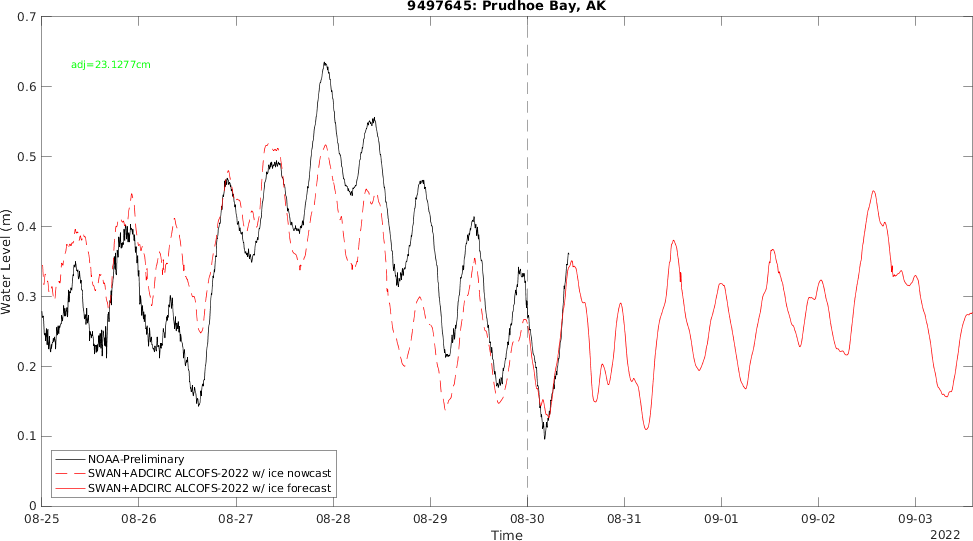 9497645: Prudhoe Bay, AK
adj=23.1277cm
Water Level (m)
0.7
0.6
0.5
0.4
0.3
0.2
0.1
0
NOAA-Preliminary
SWAN+ADCIRC ALCOFS-2022 w/ ice nowcast
SWAN+ADCIRC ALCOFS-2022 w/ ice forecast
08-25 08-26 08-27 08-28 08-29 08-30 08-31 09-01 09-02 09-03
Time
2022